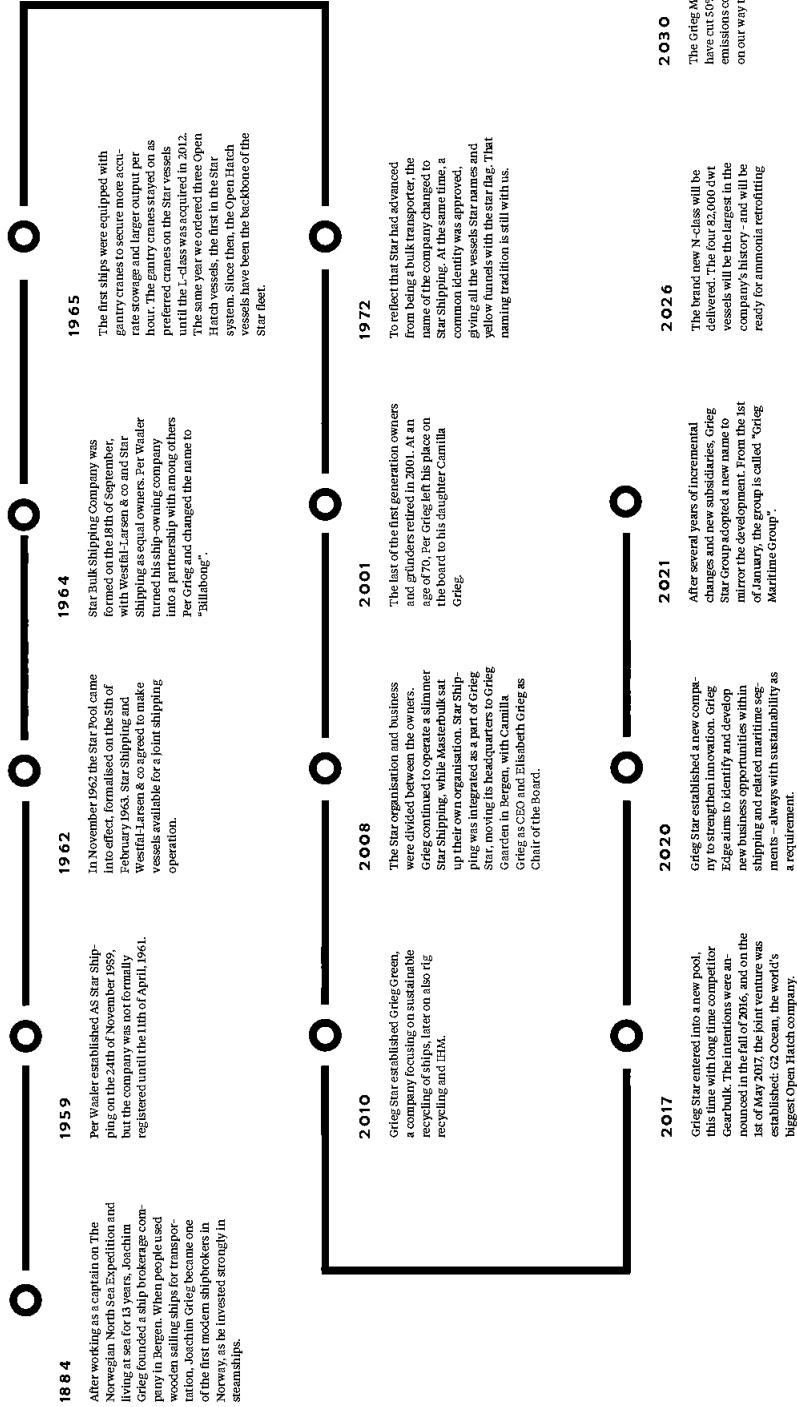 1884
After working as a captain on The
Norwegian North Sea Expedition and
living at sea for 13 years, Joachim
Grieg founded a ship brokerage com-
pany in Bergen. When people used
wooden sailing ships for transpor-
tation, Joachim Grieg became one
of the first modern shipbrokers in
Norway, as he invested strongly in
steamships.
1959
Per Waaler established AS Star Ship-
ping on the 24th of November 1959,
but the company was not formally
registered until the 11th of April, 1961.
1962
In November 1962 the Star Pool came
into effect, formalised on the 5th of
February 1963. Star Shipping and
Westfal-Larsen & co agreed to make
vessels available for a joint shipping
operation.
1964
Star Bulk Shipping Company was
formed on the 18th of September,
with Westfal-Larsen & co and Star
Shipping as equal owners. Per Waaler
turned his ship-owning company
into a partnership with among others
Per Grieg and changed the name to
"Billabong".
1965
The first ships were equipped with
gantry cranes to secure more accu-
rate stowage and larger output per
hour. The gantry cranes stayed on as
preferred cranes on the Star vessels
until the L-class was acquired in 2012.
The same year we ordered three Open
Hatch vessels, the first in the Star
system. Since then, the Open Hatch
vessels have been the backbone of the
Star fleet.
1972
To reflect that Star had advanced
from being a bulk transporter, the
name of the company changed to
Star Shipping. At the same time, a
common identity was approved,
giving all the vessels Star names and
yellow funnels with the star flag. That
naming tradition is still with us.
2001
The last of the first generation owners
and gründers retired in 2001. At an
age of 70, Per Grieg left his place on
the board to his daughter Camilla
Grieg.
2008
The Star organisation and business
were divided between the owners.
Grieg continued to operate a slimmer
Star Shipping, while Masterbulk sat
up their own organisation. Star Ship-
ping was integrated as a part of Grieg
Star, moving its headquarters to Grieg
Gaarden in Bergen, with Camilla
Grieg as CEO and Elisabeth Grieg as
Chair of the Board.
2010
Grieg Star established Grieg Green,
a company focusing on sustainable
recycling of ships, later on also rig
recycling and IHM.
2017
Grieg Star entered into a new pool,
this time with long time competitor
Gearbulk. The intentions were an-
nounced in the fall of 2016, and on the
1st of May 2017, the joint venture was
established: G2 Ocean, the world's
biggest Open Hatch company.
2020
Grieg Star established a new compa-
ny to strengthen innovation. Grieg
Edge aims to identify and develop
new business opportunities within
shipping and related maritime seg-
ments – always with sustainability as
a requirement.
2021
After several years of incremental
changes and new subsidiaries, Grieg
Star Group adopted a new name to
mirror the development. From the 1st
of January, the group is called "Grieg
Maritime Group".
2026
The brand new N-class will be
delivered. The four 82,000 dwt
vessels will be the largest in the
company's history - and will be
ready for ammonia retrofitting
2030
The Grieg M
have cut 50%
emissions c
on our way t